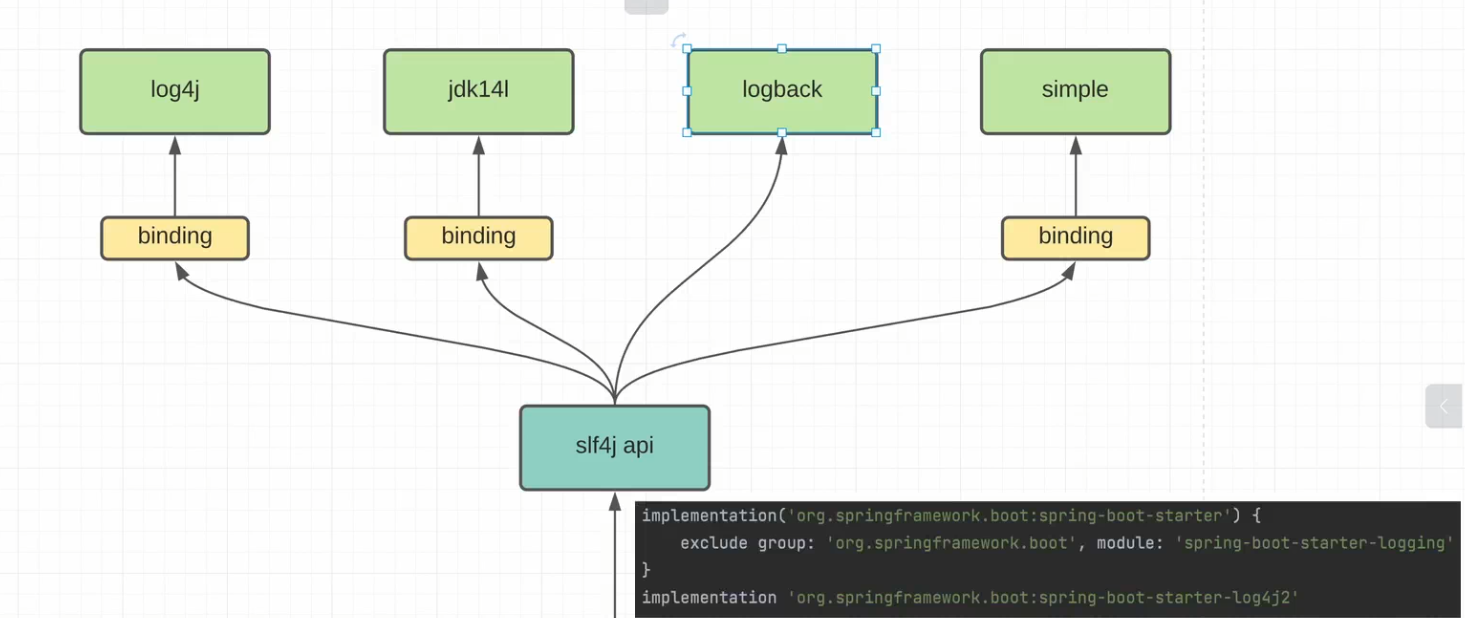 log4j
jdk14l
logback
simple
binding
binding
binding
slf4j api
implementation('org.springframework.boot:spring-boot-starter') {
    exclude group: 'org.springframework.boot', module: 'spring-boot-starter-logging'
}
implementation 'org.springframework.boot:spring-boot-starter-log4j2'